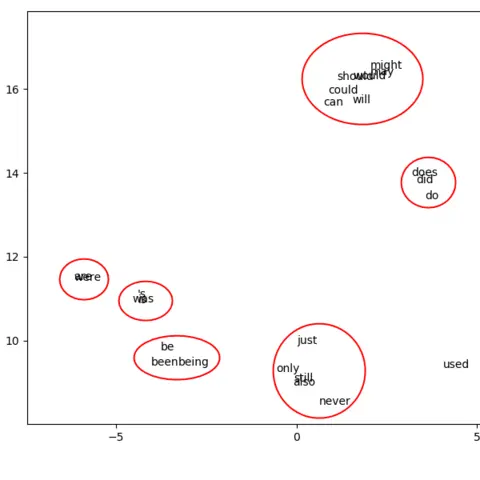 might
may
should would
could
can will
16
does
did
do
14
12
are were
's
was
be
been being
10
just
only
still
also
never
used
−5 0 5